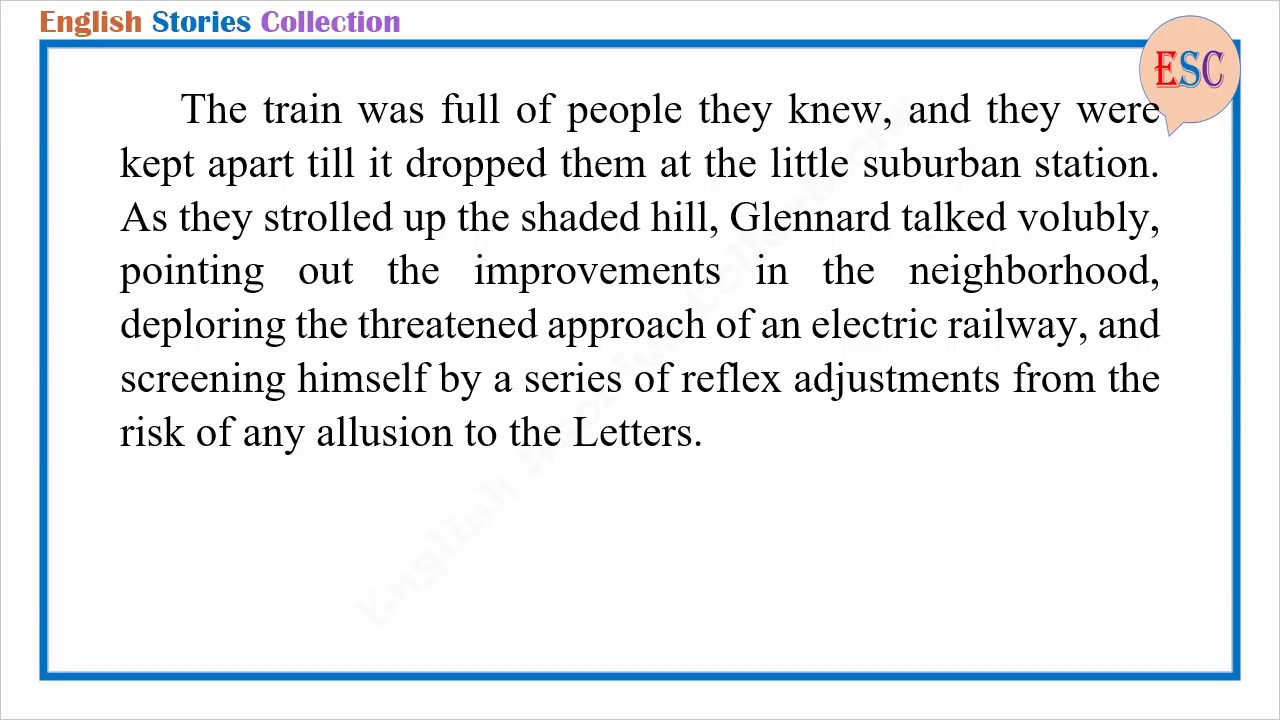 English Stories Collection
ESC
The train was full of people they knew, and they were
kept apart till it dropped them at the little suburban station.
As they strolled up the shaded hill, Glennard talked volubly,
pointing out the improvements in the neighborhood,
deploring the threatened approach of an electric railway, and
screening himself by a series of reflex adjustments from the
risk of any allusion to the Letters.
English Stories Collection